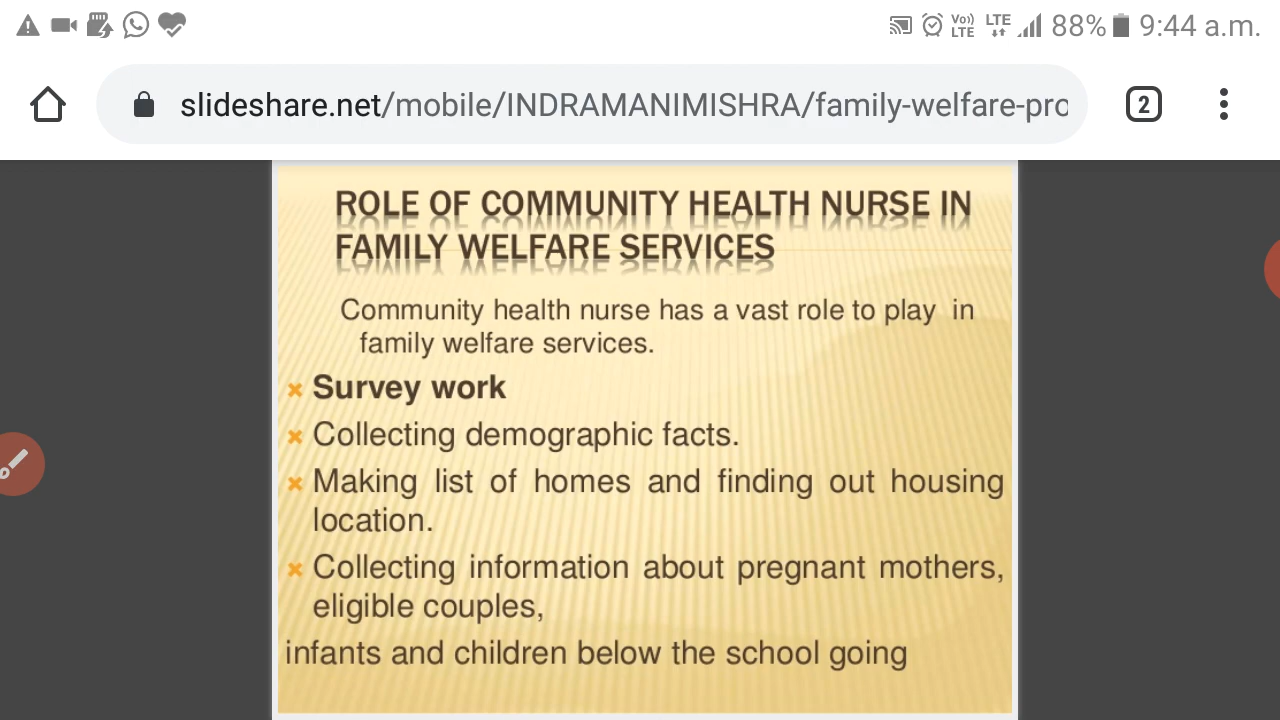 88% 9:44 a.m.
slideshare.net/mobile/INDRAMANIMISHRA/family-welfare-pro
2
ROLE OF COMMUNITY HEALTH NURSE IN
FAMILY WELFARE SERVICES
Community health nurse has a vast role to play in
family welfare services.
Survey work
Collecting demographic facts.
Making list of homes and finding out housing
location.
Collecting information about pregnant mothers,
eligible couples,
infants and children below the school going